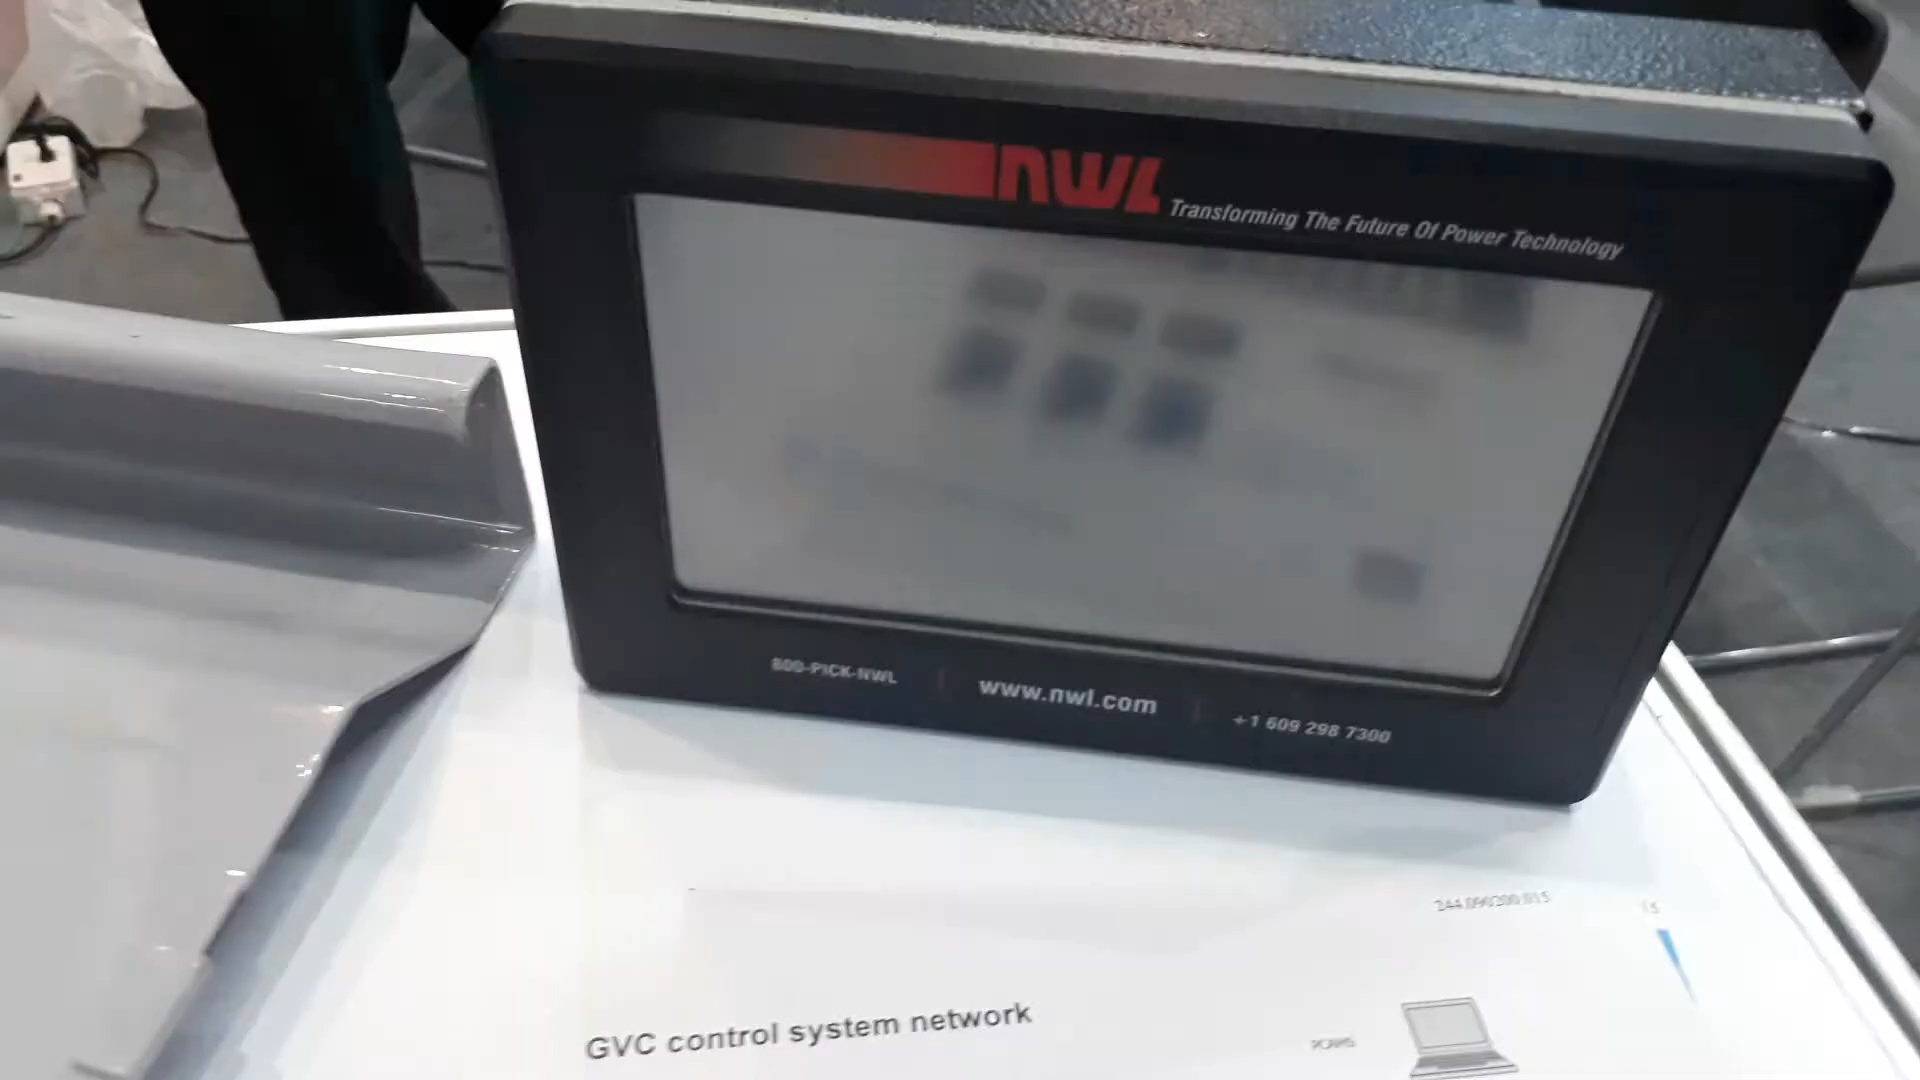 nwl
Transforming The Future Of Power Technology
800-PICK-NWL | www.nwl.com | +1 609 298 7300
GVC control system network